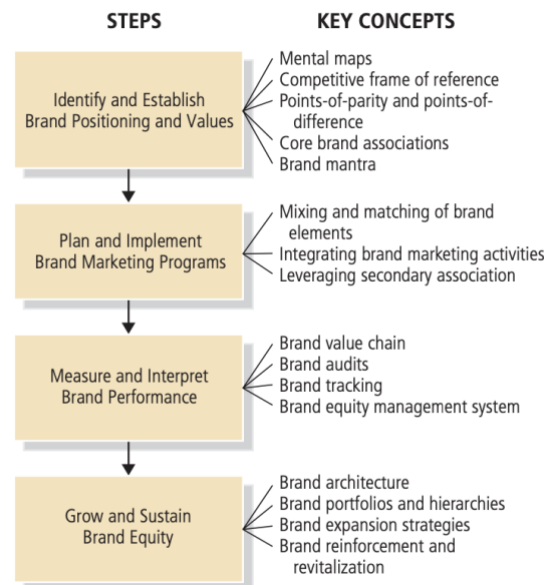 STEPS
KEY CONCEPTS
Identify and Establish
Brand Positioning and Values
Mental maps
Competitive frame of reference
Points-of-parity and points-of-
difference
Core brand associations
Brand mantra
Plan and Implement
Brand Marketing Programs
Mixing and matching of brand
elements
Integrating brand marketing activities
Leveraging secondary association
Measure and Interpret
Brand Performance
Brand value chain
Brand audits
Brand tracking
Brand equity management system
Grow and Sustain
Brand Equity
Brand architecture
Brand portfolios and hierarchies
Brand expansion strategies
Brand reinforcement and
revitalization